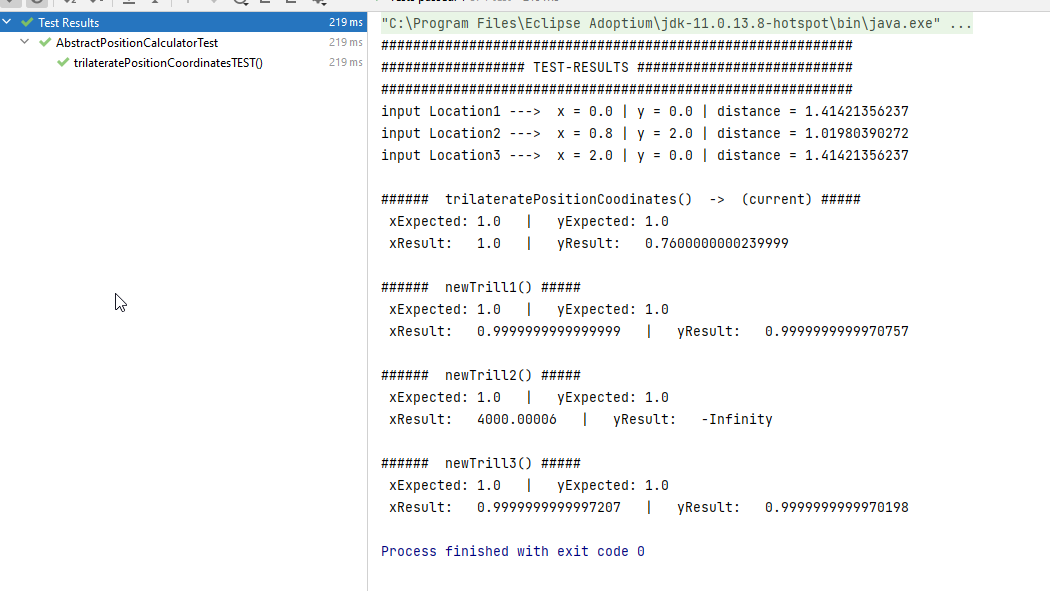 Test Results 219 ms
AbstractPositionCalculatorTest 219 ms
trilateratePositionCoordinatesTEST() 219 ms
"C:\Program Files\Eclipse Adoptium\jdk-11.0.13.8-hotspot\bin\java.exe" ...
###########################################################
################## TEST-RESULTS ###########################
###########################################################
input Location1 --->  x = 0.0 | y = 0.0 | distance = 1.41421356237
input Location2 --->  x = 0.8 | y = 2.0 | distance = 1.01980390272
input Location3 --->  x = 2.0 | y = 0.0 | distance = 1.41421356237
######  trilateratePositionCoodinates()  ->  (current) #####
xExpected: 1.0   |   yExpected: 1.0
xResult:   1.0   |   yResult:   0.7600000000239999
######  newTrill1() #####
xExpected: 1.0   |   yExpected: 1.0
xResult:   0.9999999999999999   |   yResult:   0.9999999999970757
######  newTrill2() #####
xExpected: 1.0   |   yExpected: 1.0
xResult:   4000.00006   |   yResult:   -Infinity
######  newTrill3() #####
xExpected: 1.0   |   yExpected: 1.0
xResult:   0.9999999999997207   |   yResult:   0.9999999999970198
Process finished with exit code 0